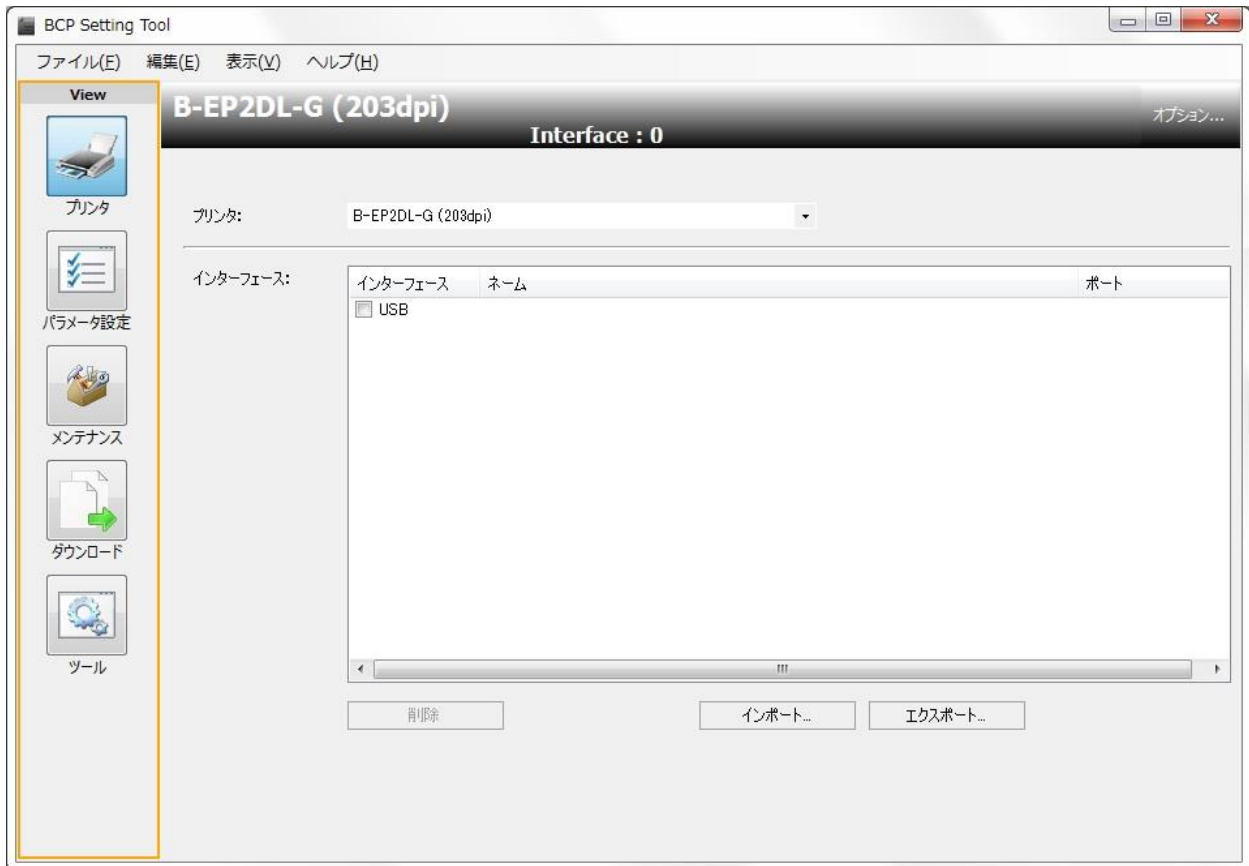 BCP Setting Tool
ファイル(F) 編集(E) 表示(V) ヘルプ(H)
View
B-EP2DL-G (203dpi)
Interface : 0
オプション...
プリンタ
プリンタ:
B-EP2DL-G (203dpi)
インターフェース:
インターフェース ネーム ポート
USB
パラメータ設定
メンテナンス
ダウンロード
ツール
削除 インポート... エクスポート...